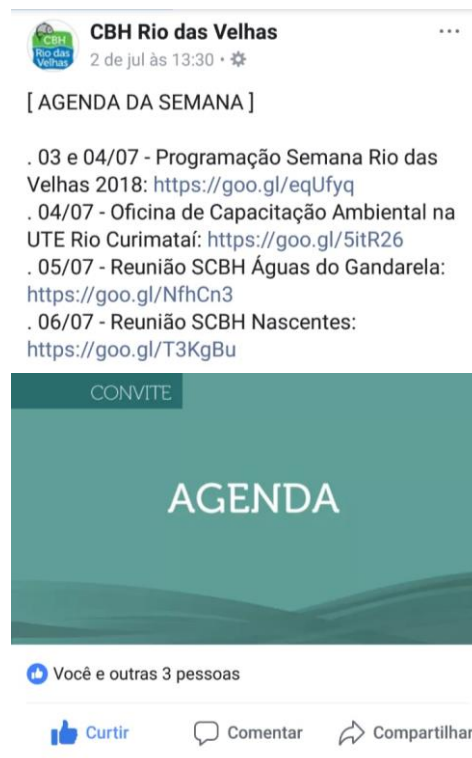 CBH
Rio das
Velhas
CBH Rio das Velhas
2 de jul às 13:30 •
[ AGENDA DA SEMANA ]
. 03 e 04/07 - Programação Semana Rio das
Velhas 2018: https://goo.gl/eqUfyq
. 04/07 - Oficina de Capacitação Ambiental na
UTE Rio Curimataí: https://goo.gl/5itR26
. 05/07 - Reunião SCBH Águas do Gandarela:
https://goo.gl/NfhCn3
. 06/07 - Reunião SCBH Nascentes:
https://goo.gl/T3KgBu
CONVITE
AGENDA
Você e outras 3 pessoas
Curtir Comentar Compartilhar